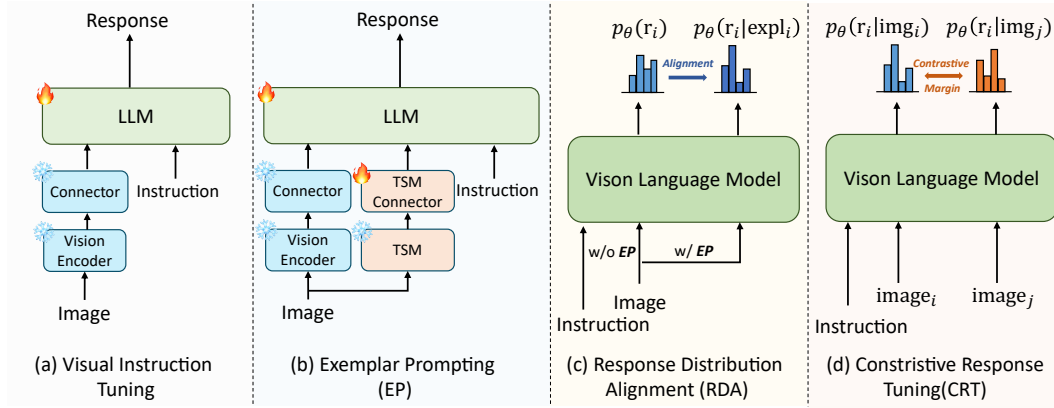 Response
LLM
Connector
Instruction
Vision
Encoder
Image
(a) Visual Instruction
Tuning
Response
LLM
Connector
TSM
Connector
Instruction
Vision
Encoder
TSM
Image
(b) Exemplar Prompting
(EP)
pθ(ri)
pθ(ri|expli)
Alignment
Vison Language Model
w/o EP
w/ EP
Image
Instruction
(c) Response Distribution
Alignment (RDA)
pθ(ri|imgi)
pθ(ri|imgj)
Contrastive
Margin
Vison Language Model
imagei
imagej
Instruction
(d) Constristive Response
Tuning(CRT)